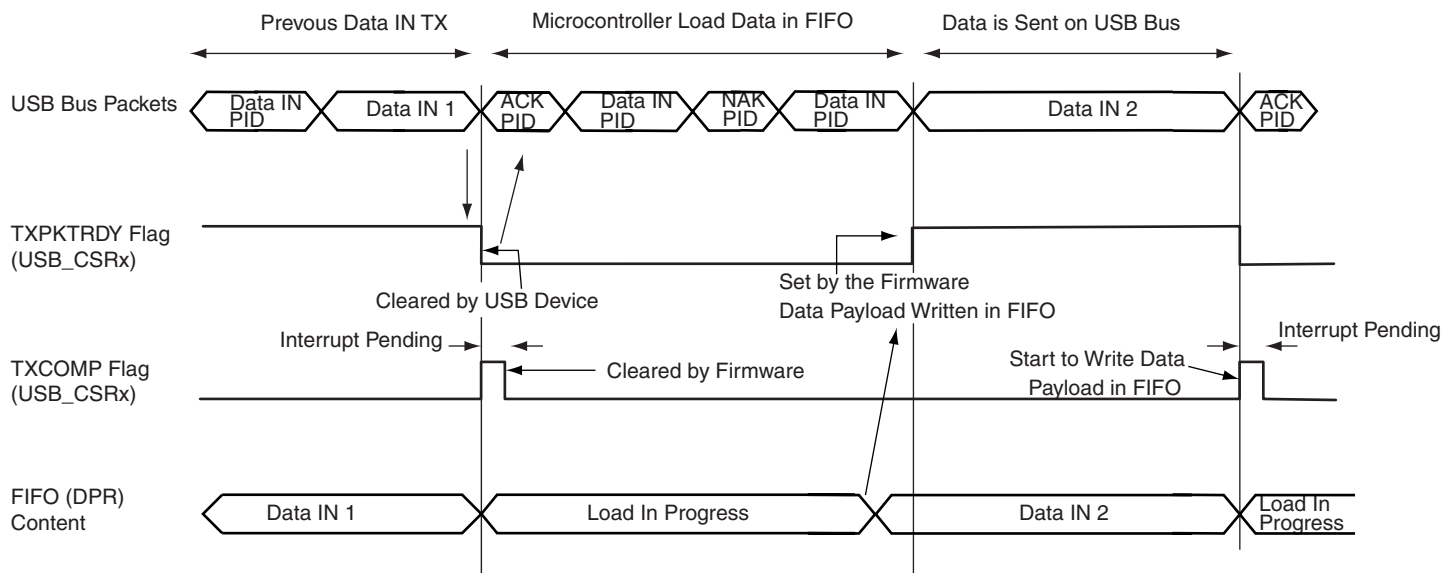 Prevous Data IN TX
Microcontroller Load Data in FIFO
Data is Sent on USB Bus
USB Bus Packets
Data IN
PID
Data IN 1
ACK
PID
Data IN
PID
NAK
PID
Data IN
PID
Data IN 2
ACK
PID
TXPKTRDY Flag
(USB_CSRx)
Cleared by USB Device
Set by the Firmware
Data Payload Written in FIFO
Interrupt Pending
Interrupt Pending
TXCOMP Flag
(USB_CSRx)
Cleared by Firmware
Start to Write Data
Payload in FIFO
FIFO (DPR)
Content
Data IN 1
Load In Progress
Data IN 2
Load In
Progress